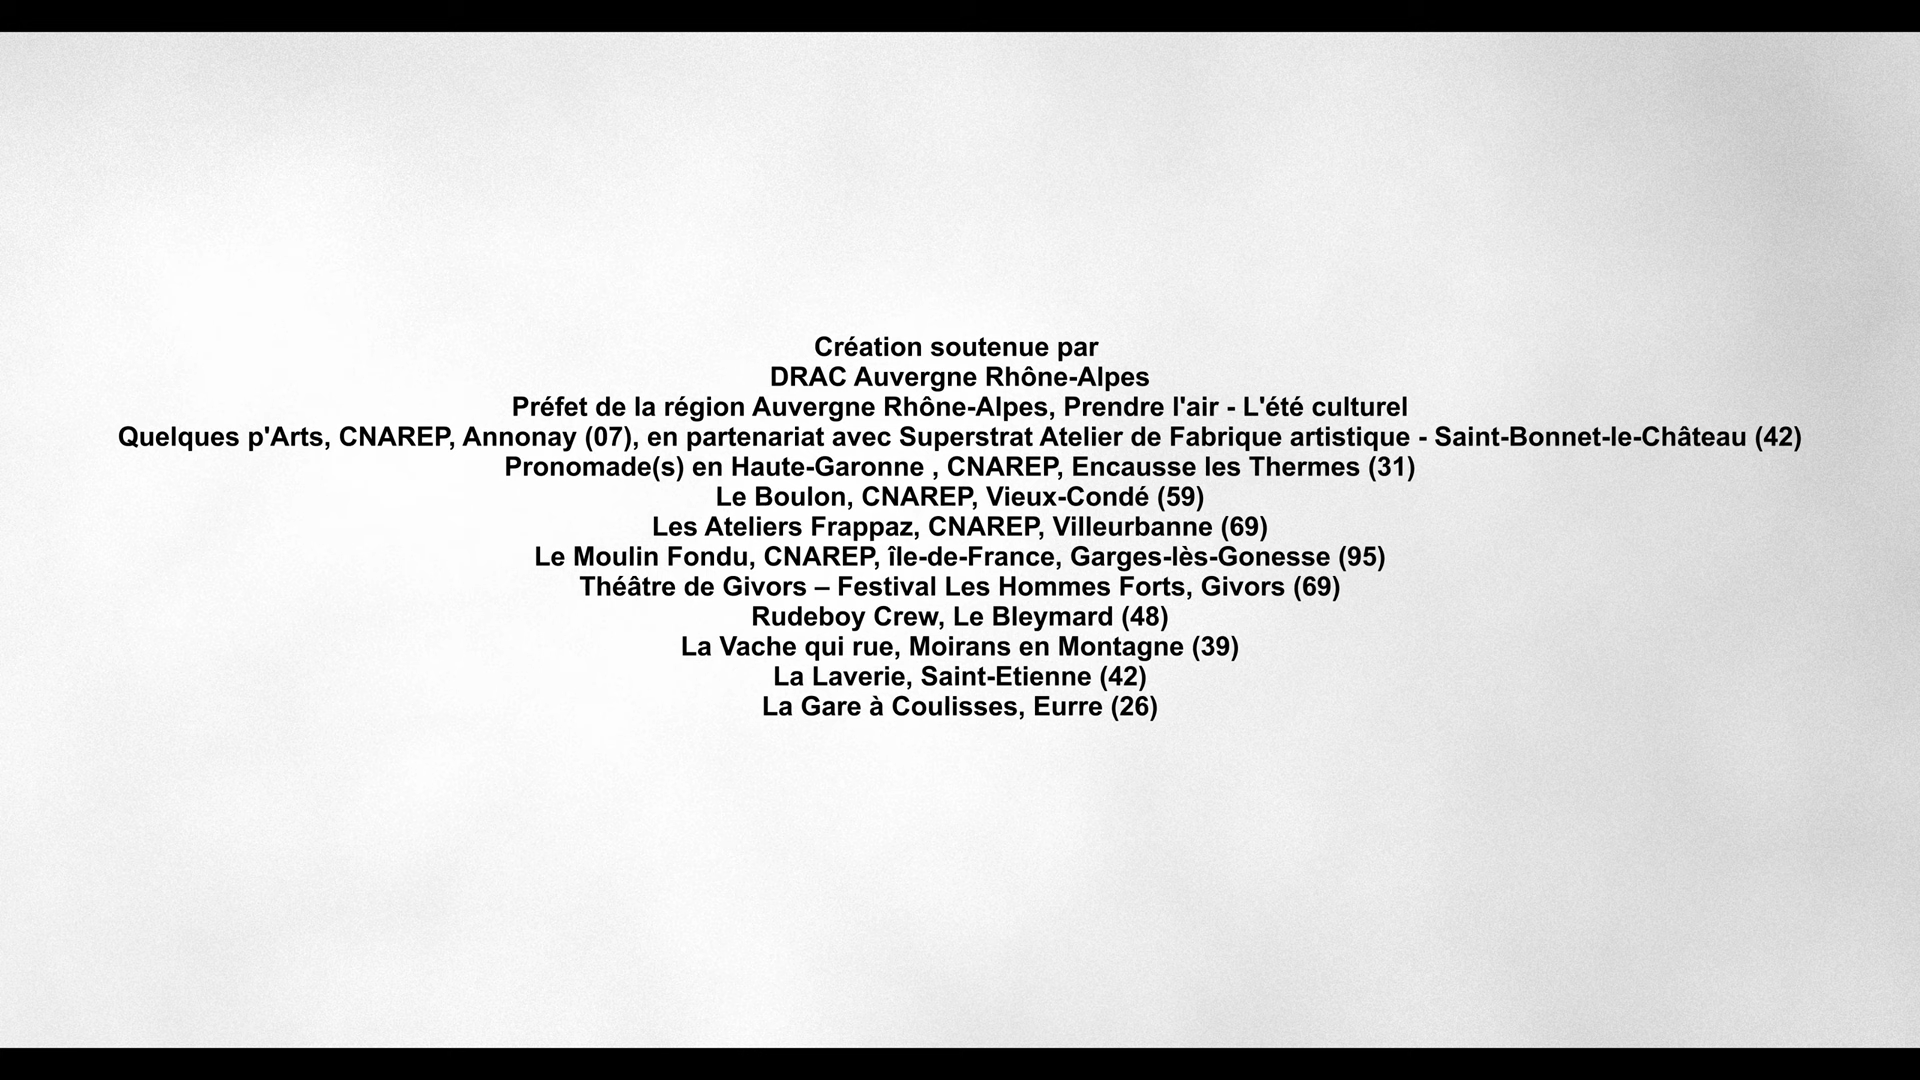 Création soutenue par
DRAC Auvergne Rhône-Alpes
Préfet de la région Auvergne Rhône-Alpes, Prendre l'air - L'été culturel
Quelques p'Arts, CNAREP, Annonay (07), en partenariat avec Superstrat Atelier de Fabrique artistique - Saint-Bonnet-le-Château (42)
Pronomade(s) en Haute-Garonne , CNAREP, Encausse les Thermes (31)
Le Boulon, CNAREP, Vieux-Condé (59)
Les Ateliers Frappaz, CNAREP, Villeurbanne (69)
Le Moulin Fondu, CNAREP, île-de-France, Garges-lès-Gonesse (95)
Théâtre de Givors – Festival Les Hommes Forts, Givors (69)
Rudeboy Crew, Le Bleymard (48)
La Vache qui rue, Moirans en Montagne (39)
La Laverie, Saint-Etienne (42)
La Gare à Coulisses, Eurre (26)